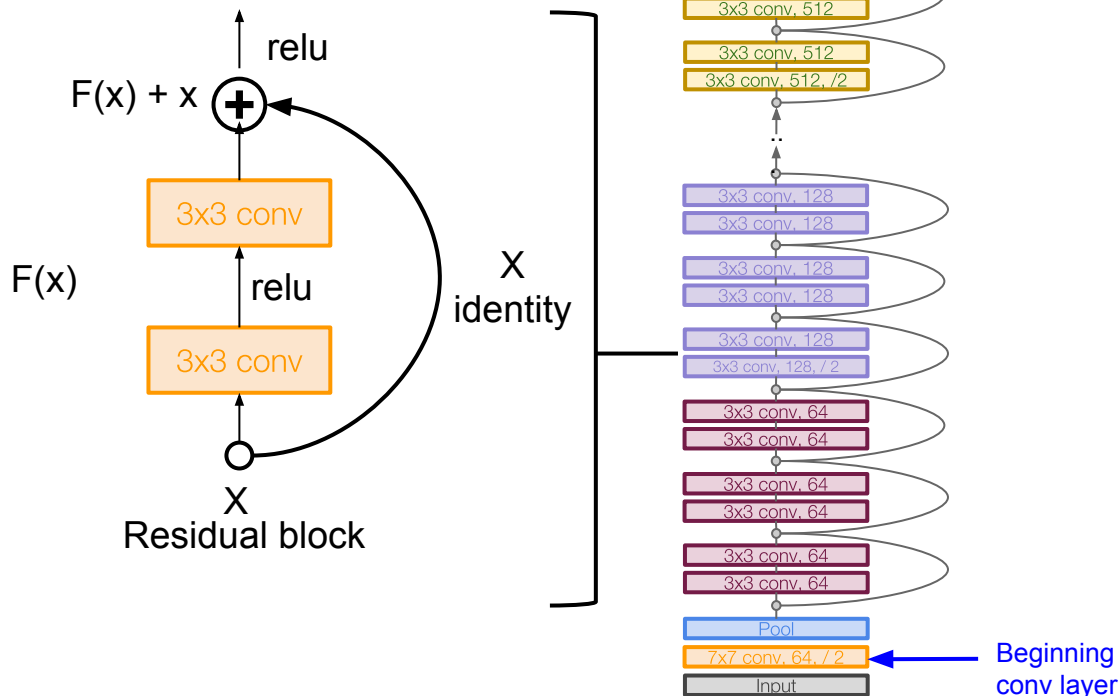 relu
F(x) + x
3x3 conv
F(x)
relu
3x3 conv
X
Residual block
X
identity
3x3 conv, 512
3x3 conv, 512
3x3 conv, 512, /2
..
3x3 conv, 128
3x3 conv, 128
3x3 conv, 128
3x3 conv, 128
3x3 conv, 128
3x3 conv, 128, / 2
3x3 conv, 64
3x3 conv, 64
3x3 conv, 64
3x3 conv, 64
3x3 conv, 64
3x3 conv, 64
Pool
7x7 conv, 64, / 2
Input
Beginning
conv layer